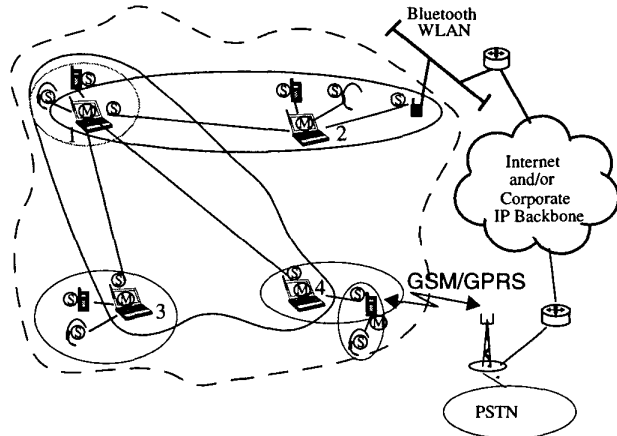 Bluetooth
WLAN
S
S
M
S
1
S
S
S
M
2
Internet
and/or
Corporate
IP Backbone
S
S
M
S
3
S
M
4
S
M
S
GSM/GPRS
PSTN